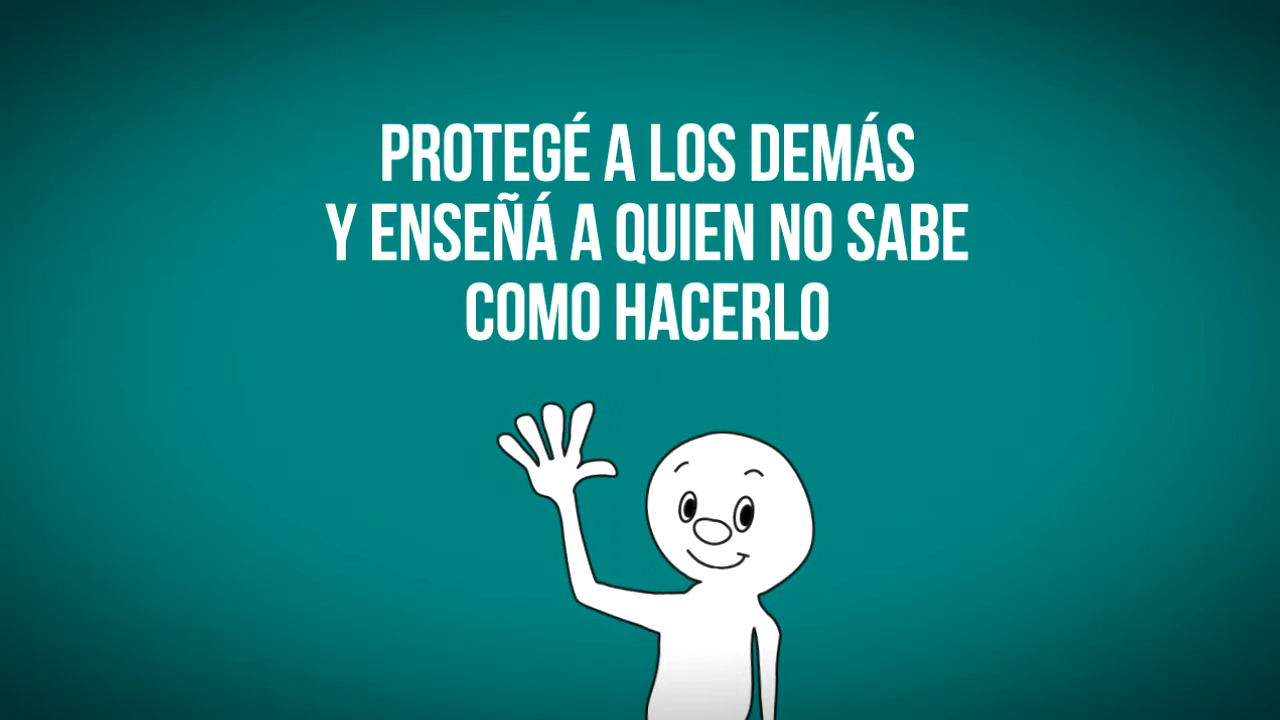 PROTEGÉ A LOS DEMÁS
Y ENSEÑÁ A QUIEN NO SABE
COMO HACERLO